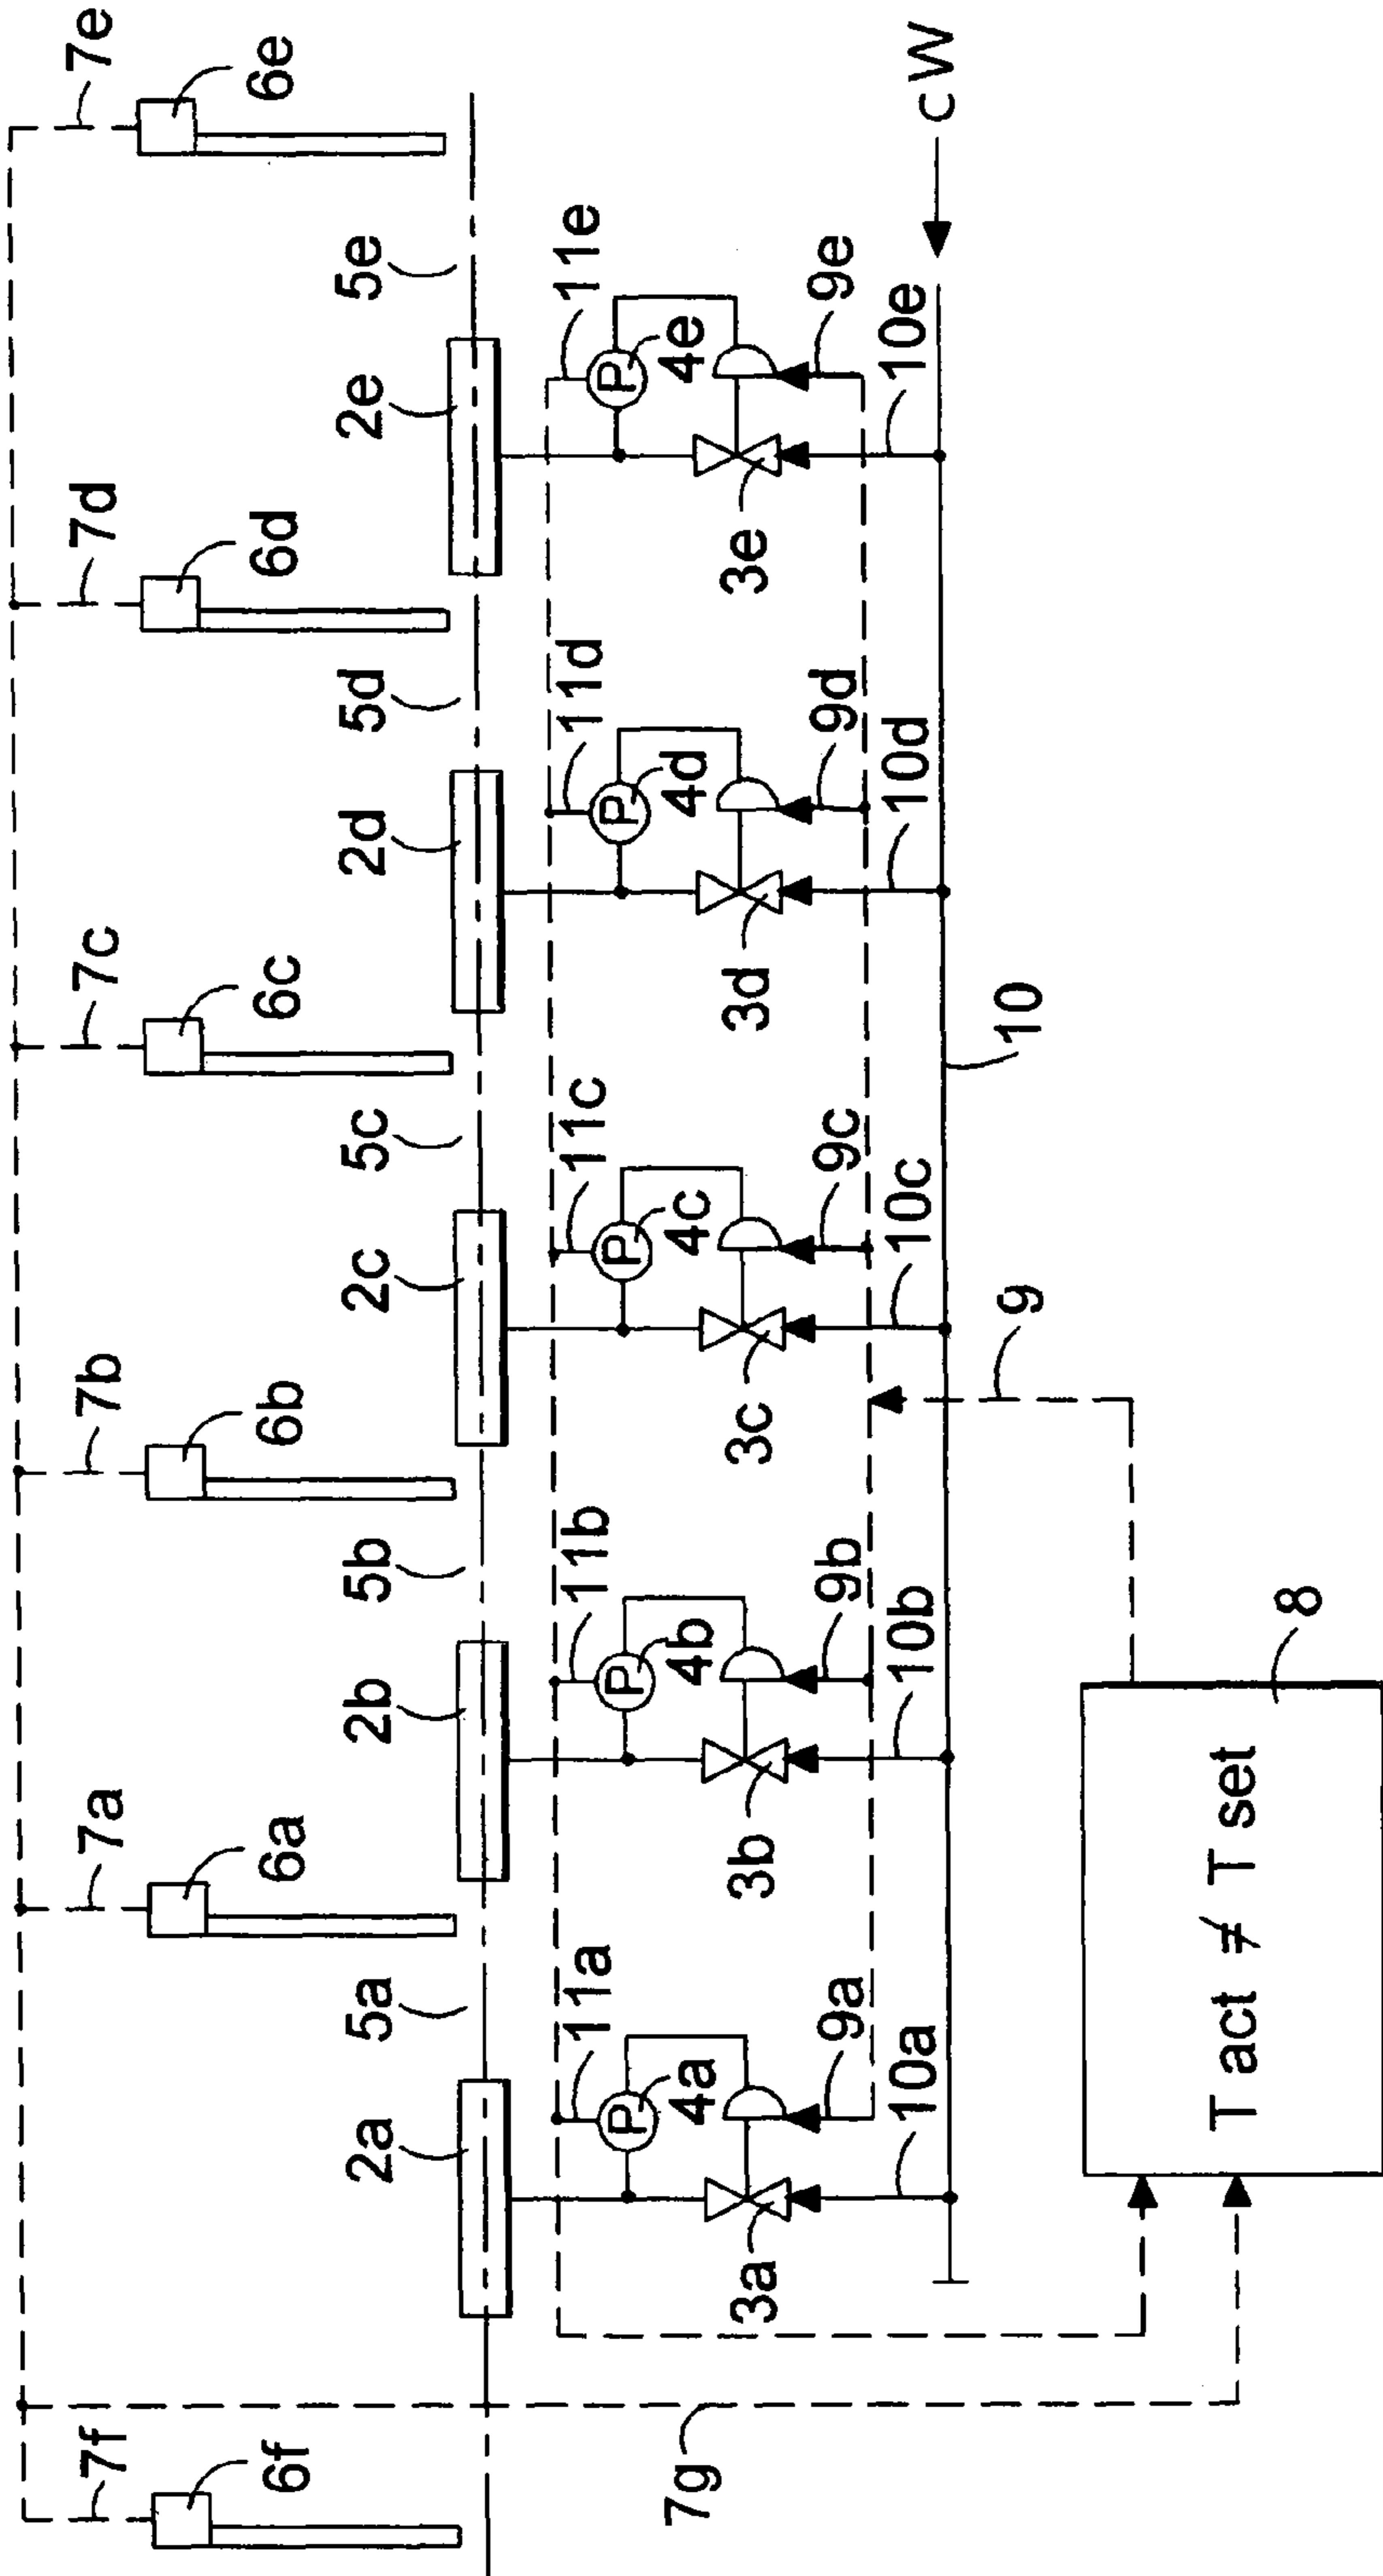 7f
7a
7b
7c
7d
7e
6f
6a
6b
6c
6d
6e
2a
5a
2b
5b
2c
5c
2d
5d
2e
5e
11a
11b
11c
11d
11e
P
P
P
P
P
4a
4b
4c
4d
4e
3a
3b
3c
3d
3e
9a
9b
9c
9d
9e
10a
10b
10c
10d
10e
cW
7g
9
10
T act ≠ T set
8